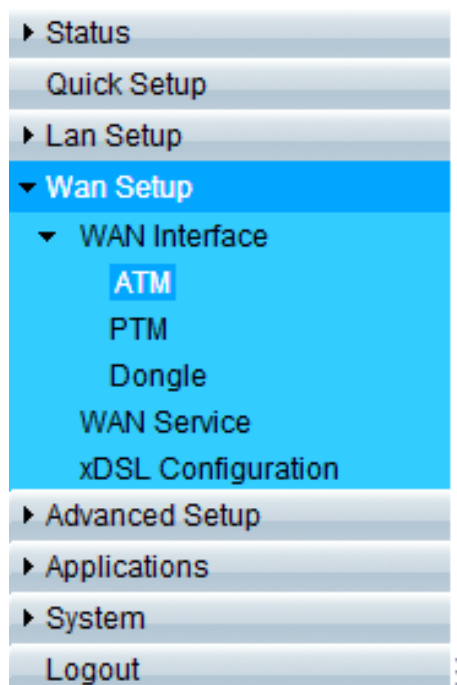 Status
Quick Setup
Lan Setup
Wan Setup
WAN Interface
ATM
PTM
Dongle
WAN Service
xDSL Configuration
Advanced Setup
Applications
System
Logout